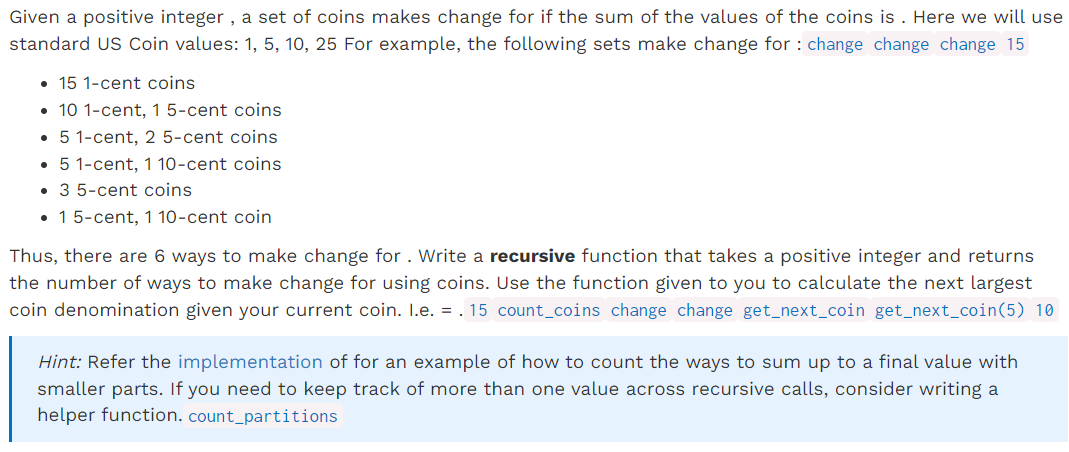 Given a positive integer , a set of coins makes change for if the sum of the values of the coins is . Here we will use
standard US Coin values: 1, 5, 10, 25 For example, the following sets make change for : change change change 15
• 15 1-cent coins
• 10 1-cent, 1 5-cent coins
• 5 1-cent, 2 5-cent coins
• 5 1-cent, 1 10-cent coins
• 3 5-cent coins
• 1 5-cent, 1 10-cent coin
Thus, there are 6 ways to make change for . Write a recursive function that takes a positive integer and returns
the number of ways to make change for using coins. Use the function given to you to calculate the next largest
coin denomination given your current coin. I.e. = . 15 count_coins change change get_next_coin get_next_coin(5) 10
Hint: Refer the implementation of for an example of how to count the ways to sum up to a final value with
smaller parts. If you need to keep track of more than one value across recursive calls, consider writing a
helper function. count_partitions